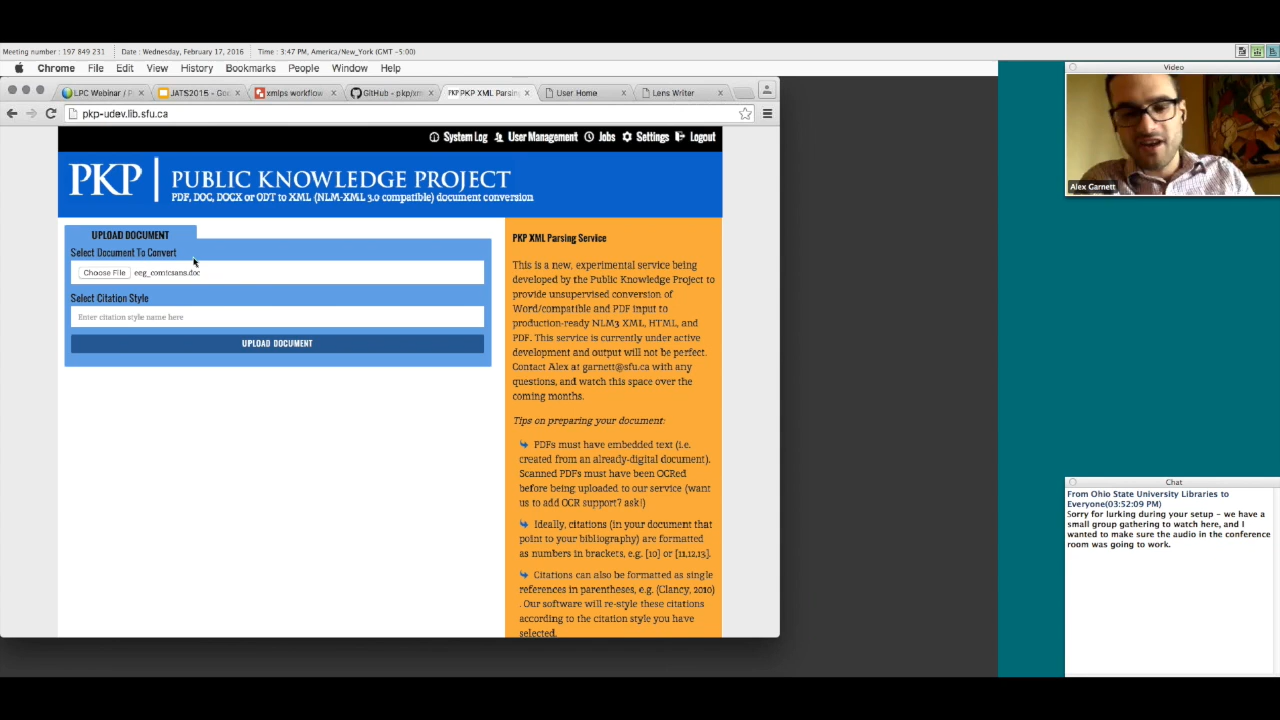 Meeting number : 197 849 231 Date : Wednesday, February 17, 2016 Time : 3:47 PM, America/New_York (GMT -5:00)
Chrome File Edit View History Bookmarks People Window Help
LPC Webinar / P × JATS2015 - Goo × xmlps workflow × GitHub - pkp/xm × PKP PKP XML Parsing × User Home × Lens Writer ×
pkp-udev.lib.sfu.ca
System Log User Management Jobs Settings Logout
PKP PUBLIC KNOWLEDGE PROJECT
PDF, DOC, DOCX or ODT to XML (NLM-XML 3.0 compatible) document conversion
UPLOAD DOCUMENT
Select Document To Convert
Choose File eeg_comicsans.doc
Select Citation Style
Enter citation style name here
UPLOAD DOCUMENT
PKP XML Parsing Service
This is a new, experimental service being
developed by the Public Knowledge Project to
provide unsupervised conversion of
Word/compatible and PDF input to
production-ready NLM3 XML, HTML, and
PDF. This service is currently under active
development and output will not be perfect.
Contact Alex at garnett@sfu.ca with any
questions, and watch this space over the
coming months.
Tips on preparing your document:
PDFs must have embedded text (i.e.
created from an already-digital document).
Scanned PDFs must have been OCRed
before being uploaded to our service (want
us to add OCR support? ask!)
Ideally, citations (in your document that
point to your bibliography) are formatted
as numbers in brackets, e.g. [10] or [11,12,13].
Citations can also be formatted as single
references in parentheses, e.g. (Clancy, 2010)
. Our software will re-style these citations
according to the citation style you have
selected.
Video
Alex Garnett
Chat
From Ohio State University Libraries to
Everyone(03:52:09 PM)
Sorry for lurking during your setup - we have a
small group gathering to watch here, and I
wanted to make sure the audio in the conference
room was going to work.